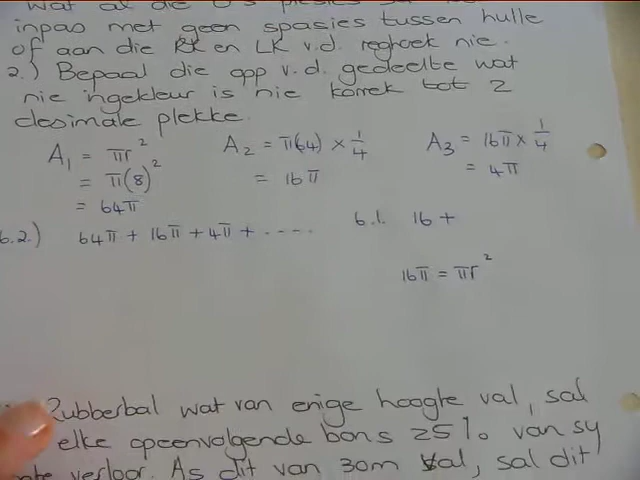 wat al die
inpas met geen spasies tussen hulle
of aan die RK en LK v.d. reghoek nie.
2.) Bepaal die opp v.d. gedeelte wat
nie ingekleur is nie korrek tot 2
desimale plekke.
A₁ = πr²
= π(8)²
= 64π
A₂ = π(64) × 1/4
= 16π
A₃ = 16π × 1/4
= 4π
6.2.) 64π + 16π + 4π + ....
6.1. 16 +
16π = πr²
Rubberbal wat van enige hoogte val, sal
elke opeenvolgende bons 25% van sy
verloor. As dit van 30m val, sal dit